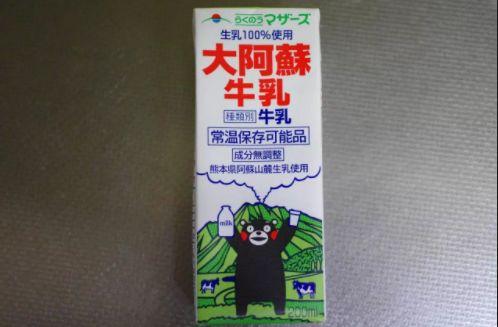 らくのうマザーズ
生乳100%使用
大阿蘇
牛乳
種類別 牛乳
常温保存可能品
成分無調整
熊本県阿蘇山麓生乳使用
milk
200ml